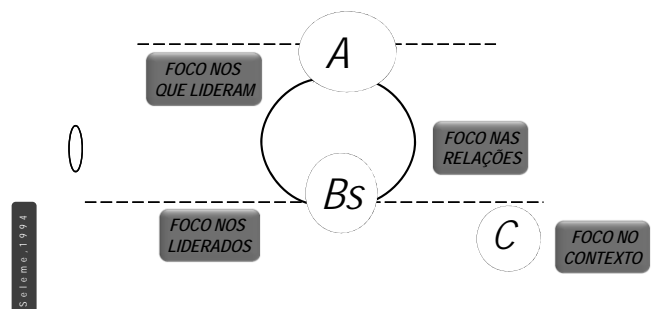 A
FOCO NOS
QUE LIDERAM
FOCO NAS
RELAÇÕES
Bs
FOCO NOS
LIDERADOS
C
FOCO NO
CONTEXTO
Seleme, 1994